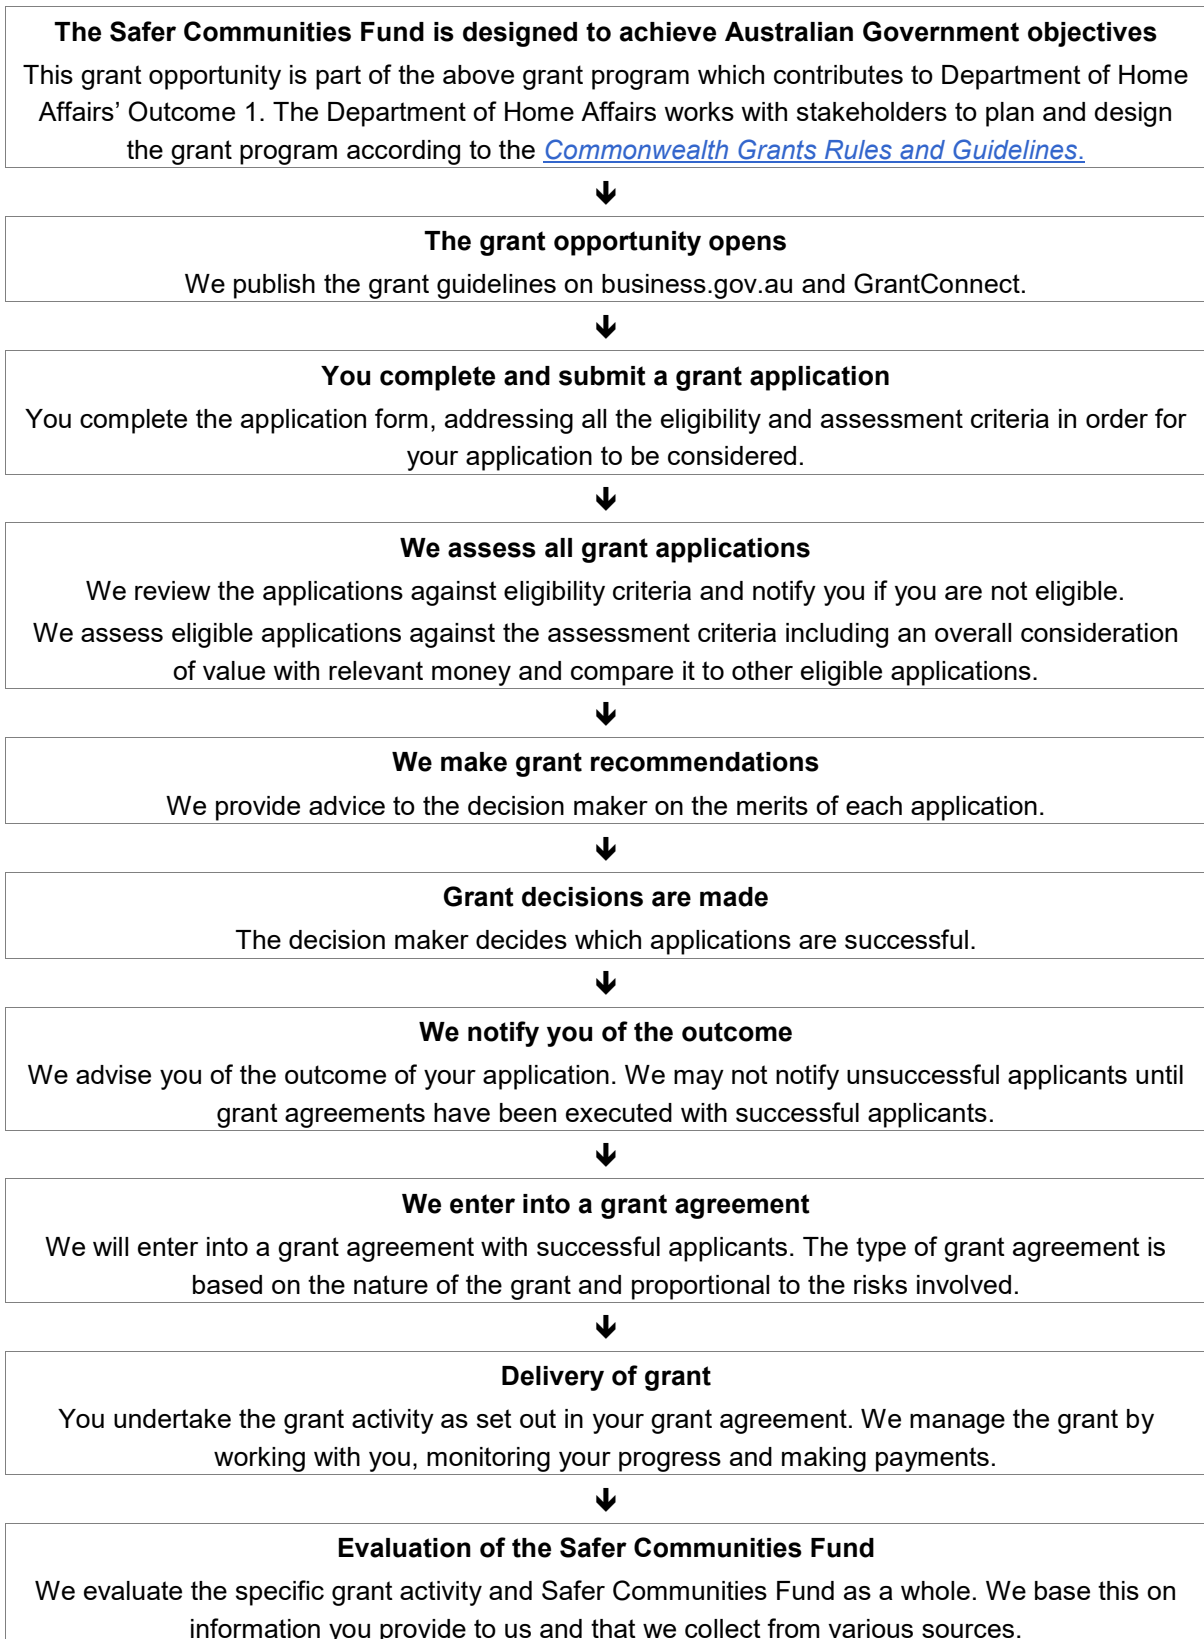 The Safer Communities Fund is designed to achieve Australian Government objectives
This grant opportunity is part of the above grant program which contributes to Department of Home
Affairs’ Outcome 1. The Department of Home Affairs works with stakeholders to plan and design
the grant program according to the Commonwealth Grants Rules and Guidelines.
The grant opportunity opens
We publish the grant guidelines on business.gov.au and GrantConnect.
You complete and submit a grant application
You complete the application form, addressing all the eligibility and assessment criteria in order for
your application to be considered.
We assess all grant applications
We review the applications against eligibility criteria and notify you if you are not eligible.
We assess eligible applications against the assessment criteria including an overall consideration
of value with relevant money and compare it to other eligible applications.
We make grant recommendations
We provide advice to the decision maker on the merits of each application.
Grant decisions are made
The decision maker decides which applications are successful.
We notify you of the outcome
We advise you of the outcome of your application. We may not notify unsuccessful applicants until
grant agreements have been executed with successful applicants.
We enter into a grant agreement
We will enter into a grant agreement with successful applicants. The type of grant agreement is
based on the nature of the grant and proportional to the risks involved.
Delivery of grant
You undertake the grant activity as set out in your grant agreement. We manage the grant by
working with you, monitoring your progress and making payments.
Evaluation of the Safer Communities Fund
We evaluate the specific grant activity and Safer Communities Fund as a whole. We base this on
information you provide to us and that we collect from various sources.